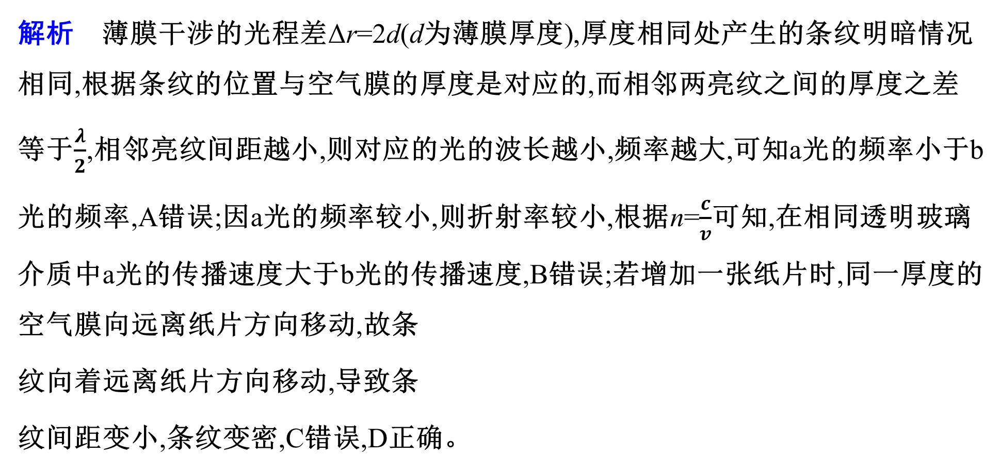 解析 薄膜干涉的光程差Δr=2d(d为薄膜厚度),厚度相同处产生的条纹明暗情况
相同,根据条纹的位置与空气膜的厚度是对应的,而相邻两亮纹之间的厚度之差
等于λ/2,相邻亮纹间距越小,则对应的光的波长越小,频率越大,可知a光的频率小于b
光的频率,A错误;因a光的频率较小,则折射率较小,根据n=c/v可知,在相同透明玻璃
介质中a光的传播速度大于b光的传播速度,B错误;若增加一张纸片时,同一厚度的
空气膜向远离纸片方向移动,故条
纹向着远离纸片方向移动,导致条
纹间距变小,条纹变密,C错误,D正确。